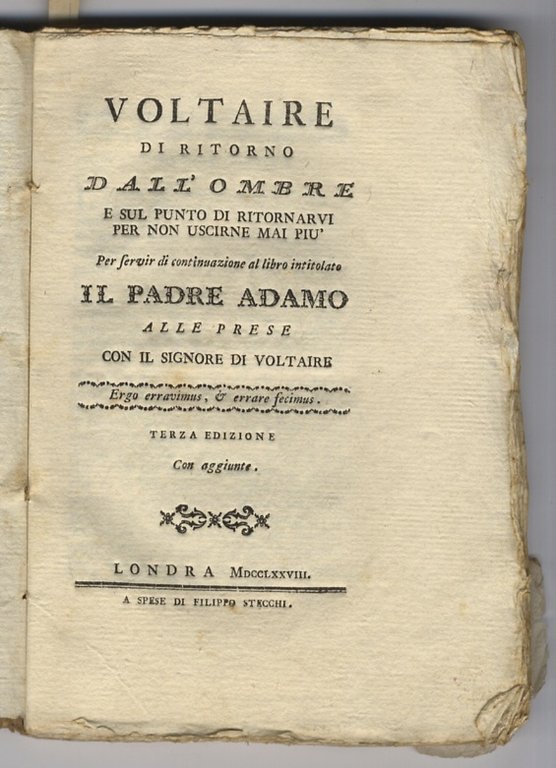 VOLTAIRE
DI RITORNO
DALL'OMBRE
E SUL PUNTO DI RITORNARVI
PER NON USCIRNE MAI PIU'
Per servir di continuazione al libro intitolato
IL PADRE ADAMO
ALLE PRESE
CON IL SIGNORE DI VOLTAIRE
Ergo erravimus, & errare fecimus.
TERZA EDIZIONE
Con aggiunte.
LONDRA MDCCLXXVIII.
A SPESE DI FILIPPO STECCHI.